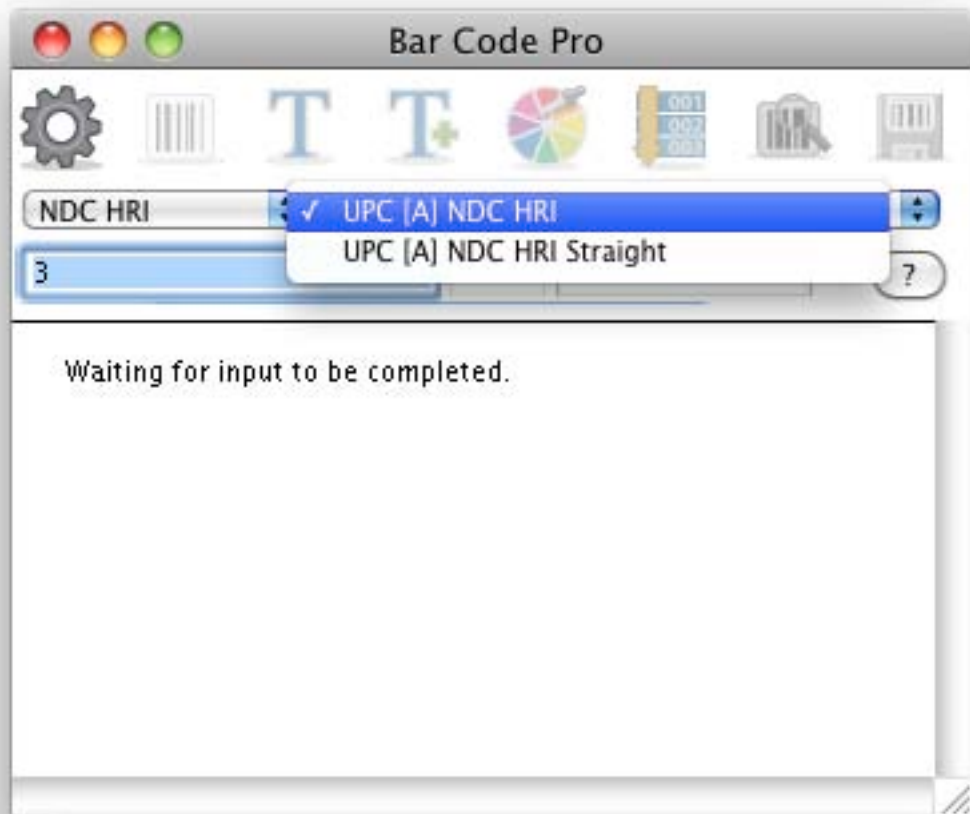 Bar Code Pro
T T
001
002
003
NDC HRI ✓ UPC [A] NDC HRI
UPC [A] NDC HRI Straight
3 ?
Waiting for input to be completed.